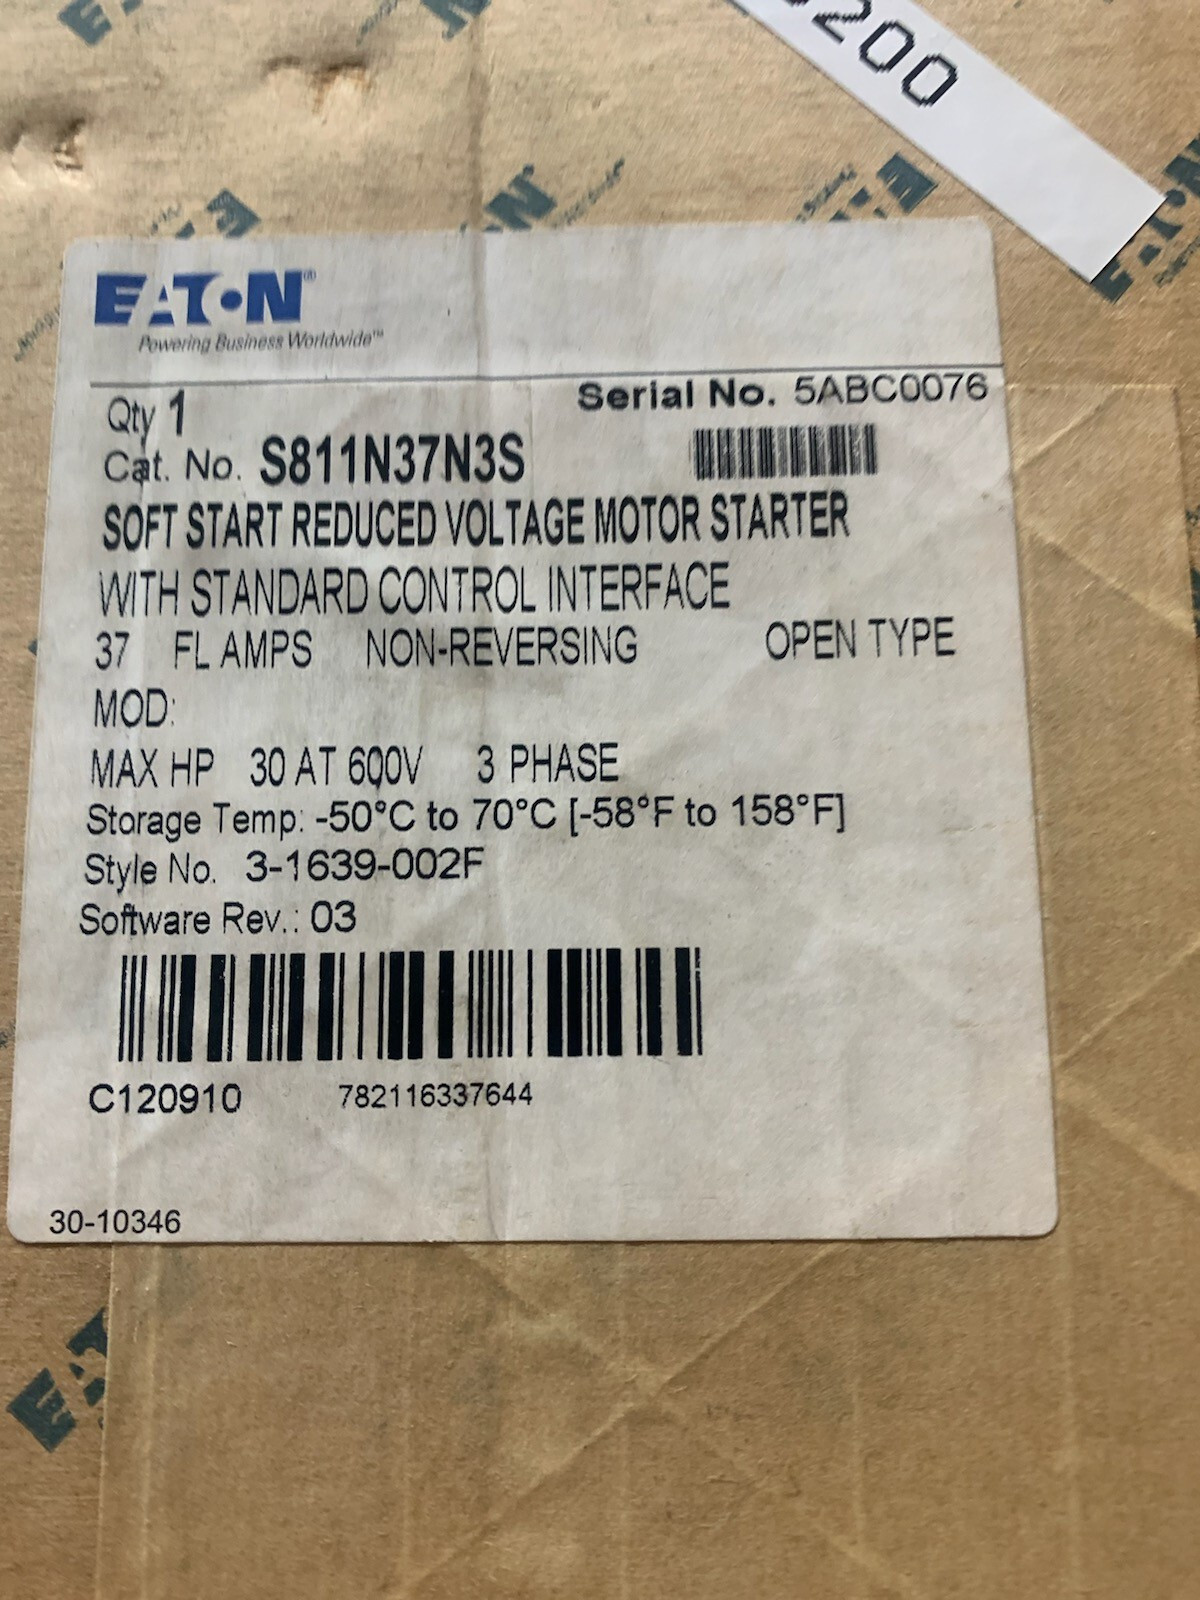 200
EATON®
Powering Business Worldwide™
Serial No. 5ABC0076
Qty 1
Cat. No. S811N37N3S
SOFT START REDUCED VOLTAGE MOTOR STARTER
WITH STANDARD CONTROL INTERFACE
37 FL AMPS NON-REVERSING OPEN TYPE
MOD:
MAX HP 30 AT 600V 3 PHASE
Storage Temp: -50°C to 70°C [-58°F to 158°F]
Style No. 3-1639-002F
Software Rev.: 03
C120910 782116337644
30-10346